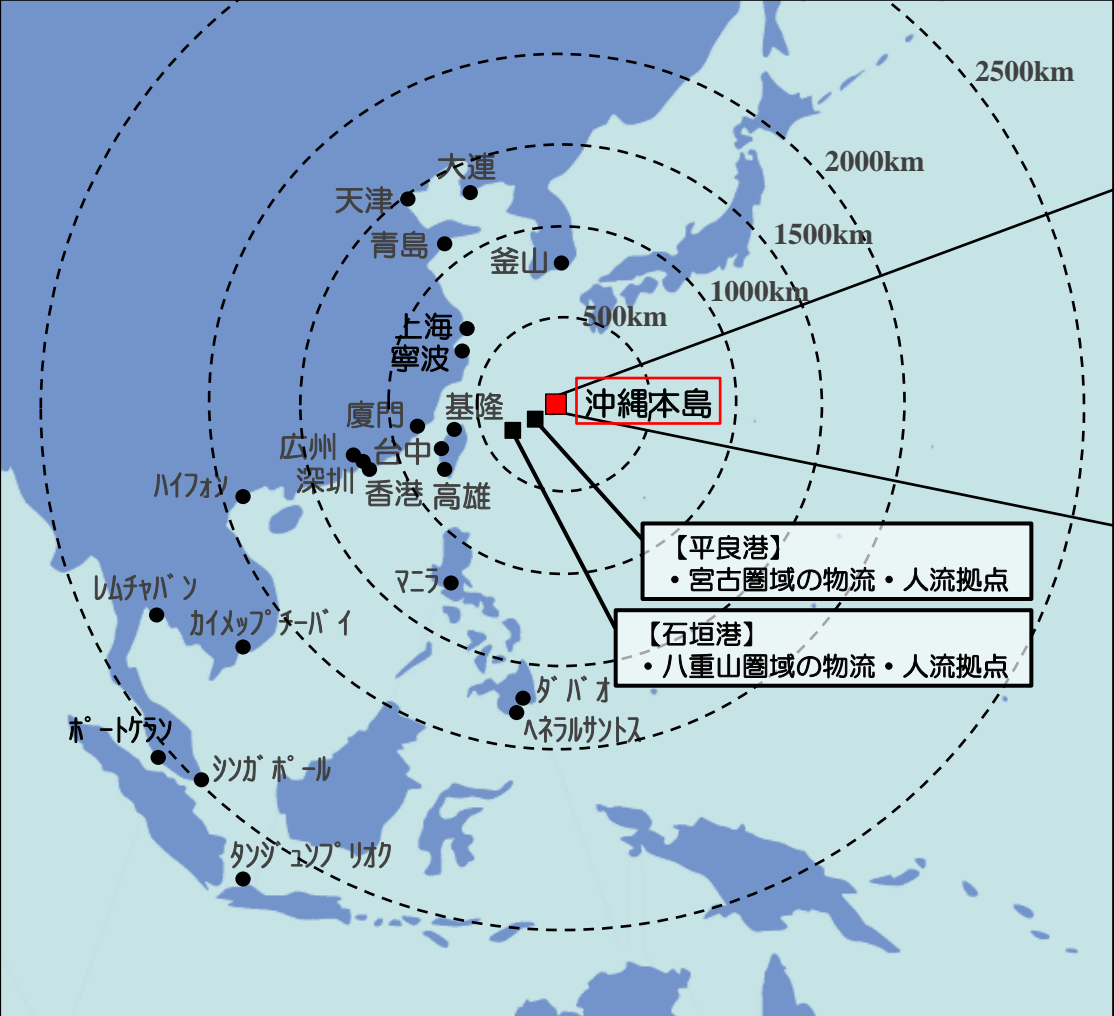 2500km
2000km
大連
天津
1500km
青島
釜山
1000km
500km
上海
寧波
沖縄本島
基隆
廈門
広州
台中
深圳
香港
高雄
ハイフォン
【平良港】
・宮古圏域の物流・人流拠点
マニラ
レムチャバン
カイメップチーバイ
【石垣港】
・八重山圏域の物流・人流拠点
ダバオ
ヘネラルサントス
ポートケラン
シンガポール
タンジュンプリオク